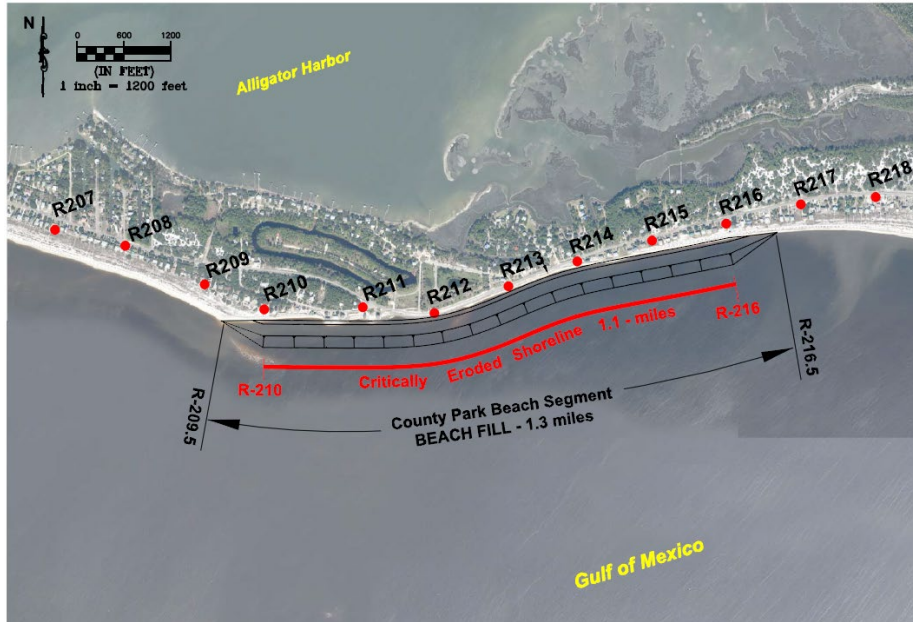 N
0 600 1200
(IN FEET)
1 inch = 1200 feet
Alligator Harbor
R207
R208
R209
R210
R211
R212
R213
R214
R215
R216
R217
R218
R-210
Critically Eroded Shoreline 1.1 - miles
R-216
R-209.5
County Park Beach Segment
BEACH FILL - 1.3 miles
R-216.5
Gulf of Mexico